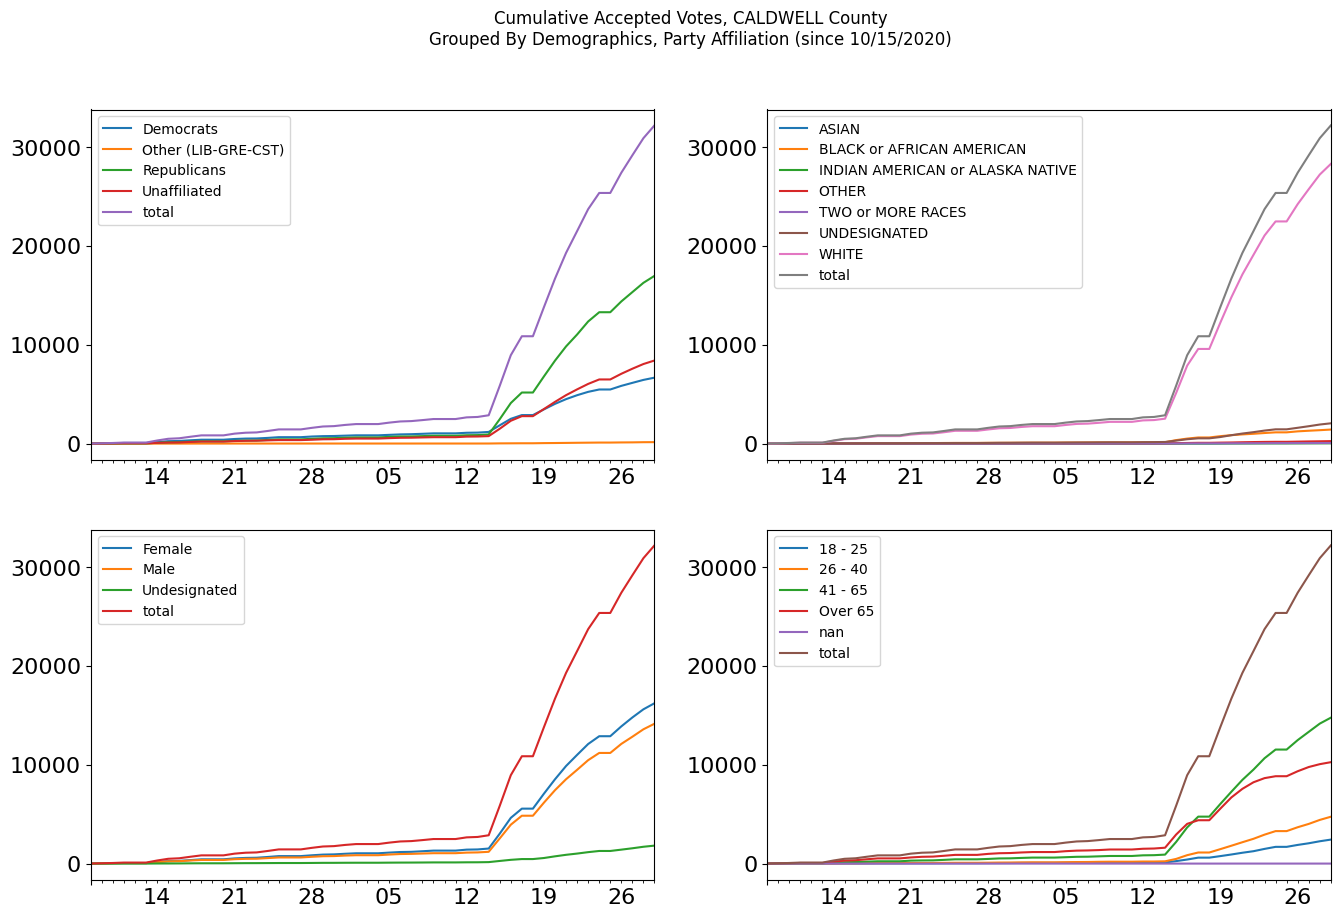 Cumulative Accepted Votes, CALDWELL County
Grouped By Demographics, Party Affiliation (since 10/15/2020)
Democrats
Other (LIB-GRE-CST)
Republicans
Unaffiliated
total
30000
20000
10000
0
14 21 28 05 12 19 26
ASIAN
BLACK or AFRICAN AMERICAN
INDIAN AMERICAN or ALASKA NATIVE
OTHER
TWO or MORE RACES
UNDESIGNATED
WHITE
total
30000
20000
10000
0
14 21 28 05 12 19 26
Female
Male
Undesignated
total
30000
20000
10000
0
14 21 28 05 12 19 26
18 - 25
26 - 40
41 - 65
Over 65
nan
total
30000
20000
10000
0
14 21 28 05 12 19 26